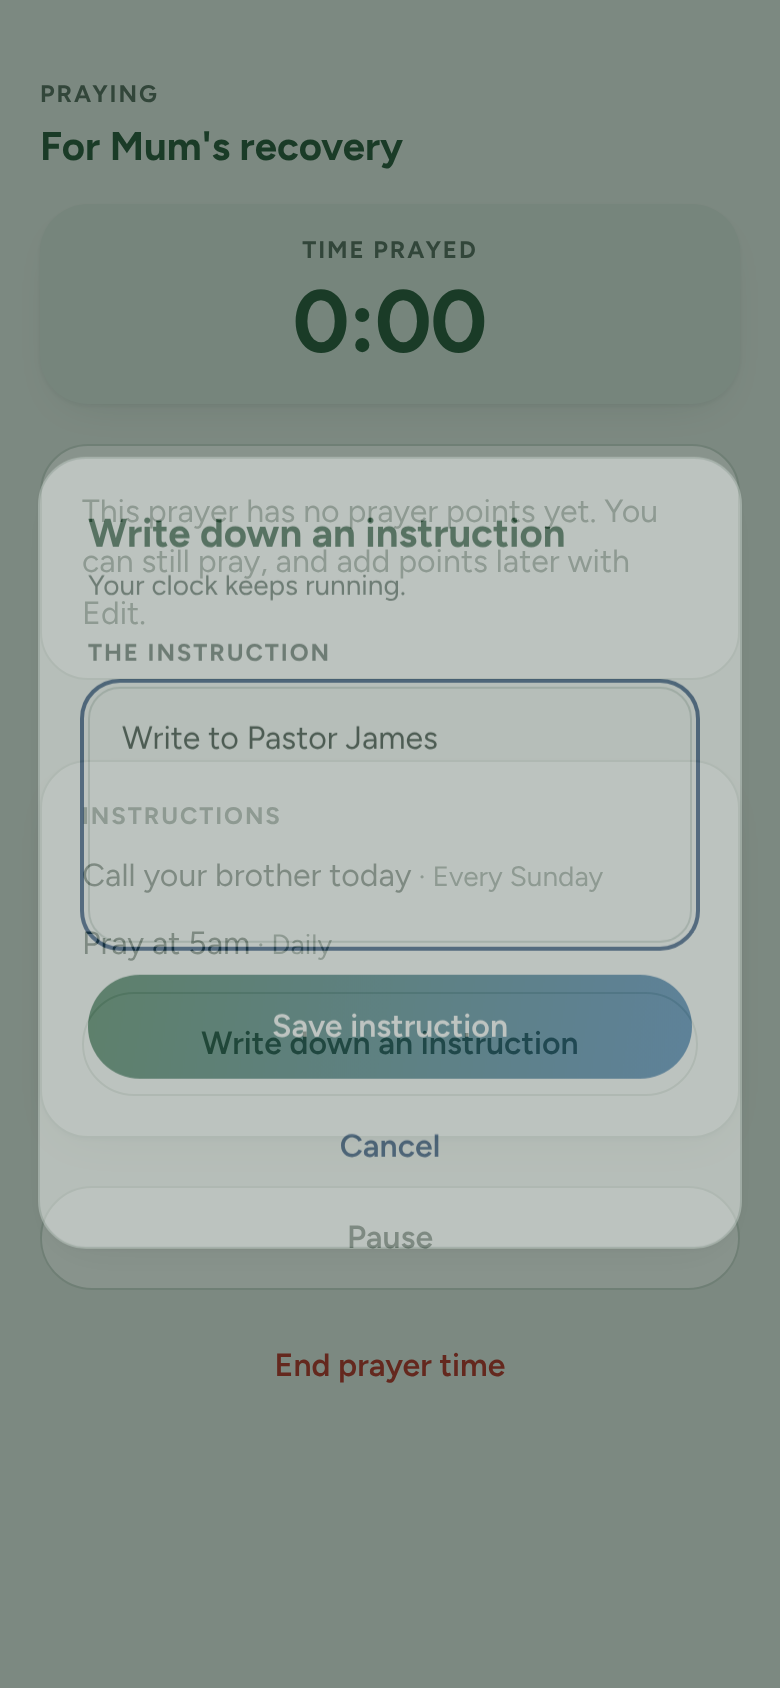 PRAYING
For Mum's recovery
TIME PRAYED
0:00
This prayer has no prayer points yet. You
Write down an instruction
can still pray, and add points later with
Your clock keeps running.
Edit.
THE INSTRUCTION
Write to Pastor James
INSTRUCTIONS
Call your brother today · Every Sunday
Pray at 5am · Daily
Save instruction
Write down an instruction
Cancel
Pause
End prayer time